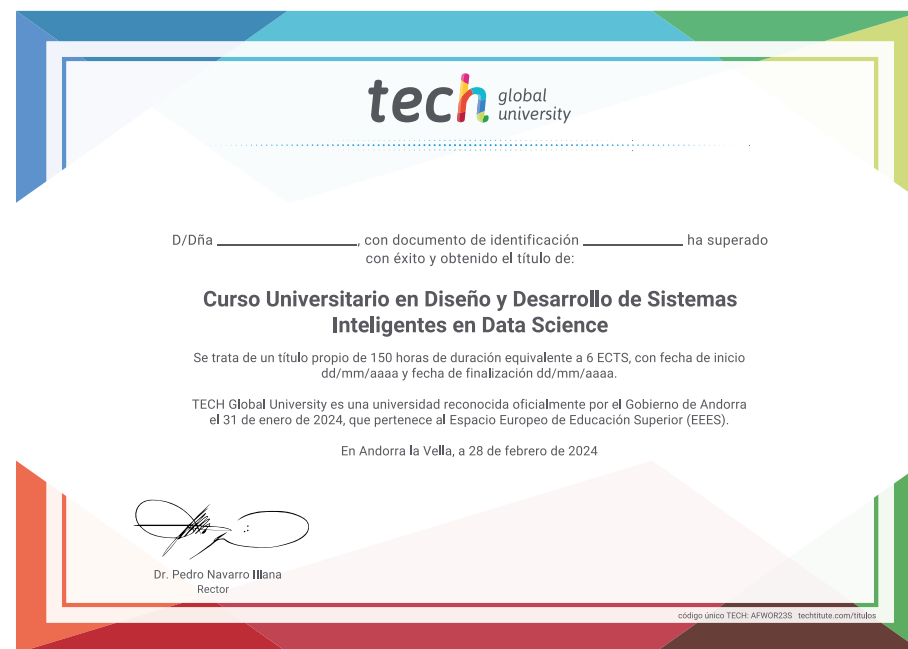 tech global university
D/Dña ____________, con documento de identificación ____________ ha superado
con éxito y obtenido el título de:
Curso Universitario en Diseño y Desarrollo de Sistemas
Inteligentes en Data Science
Se trata de un título propio de 150 horas de duración equivalente a 6 ECTS, con fecha de inicio
dd/mm/aaaa y fecha de finalización dd/mm/aaaa.
TECH Global University es una universidad reconocida oficialmente por el Gobierno de Andorra
el 31 de enero de 2024, que pertenece al Espacio Europeo de Educación Superior (EEES).
En Andorra la Vella, a 28 de febrero de 2024
Dr. Pedro Navarro Illana
Rector
código único TECH: AFWOR23S techtitute.com/titulos